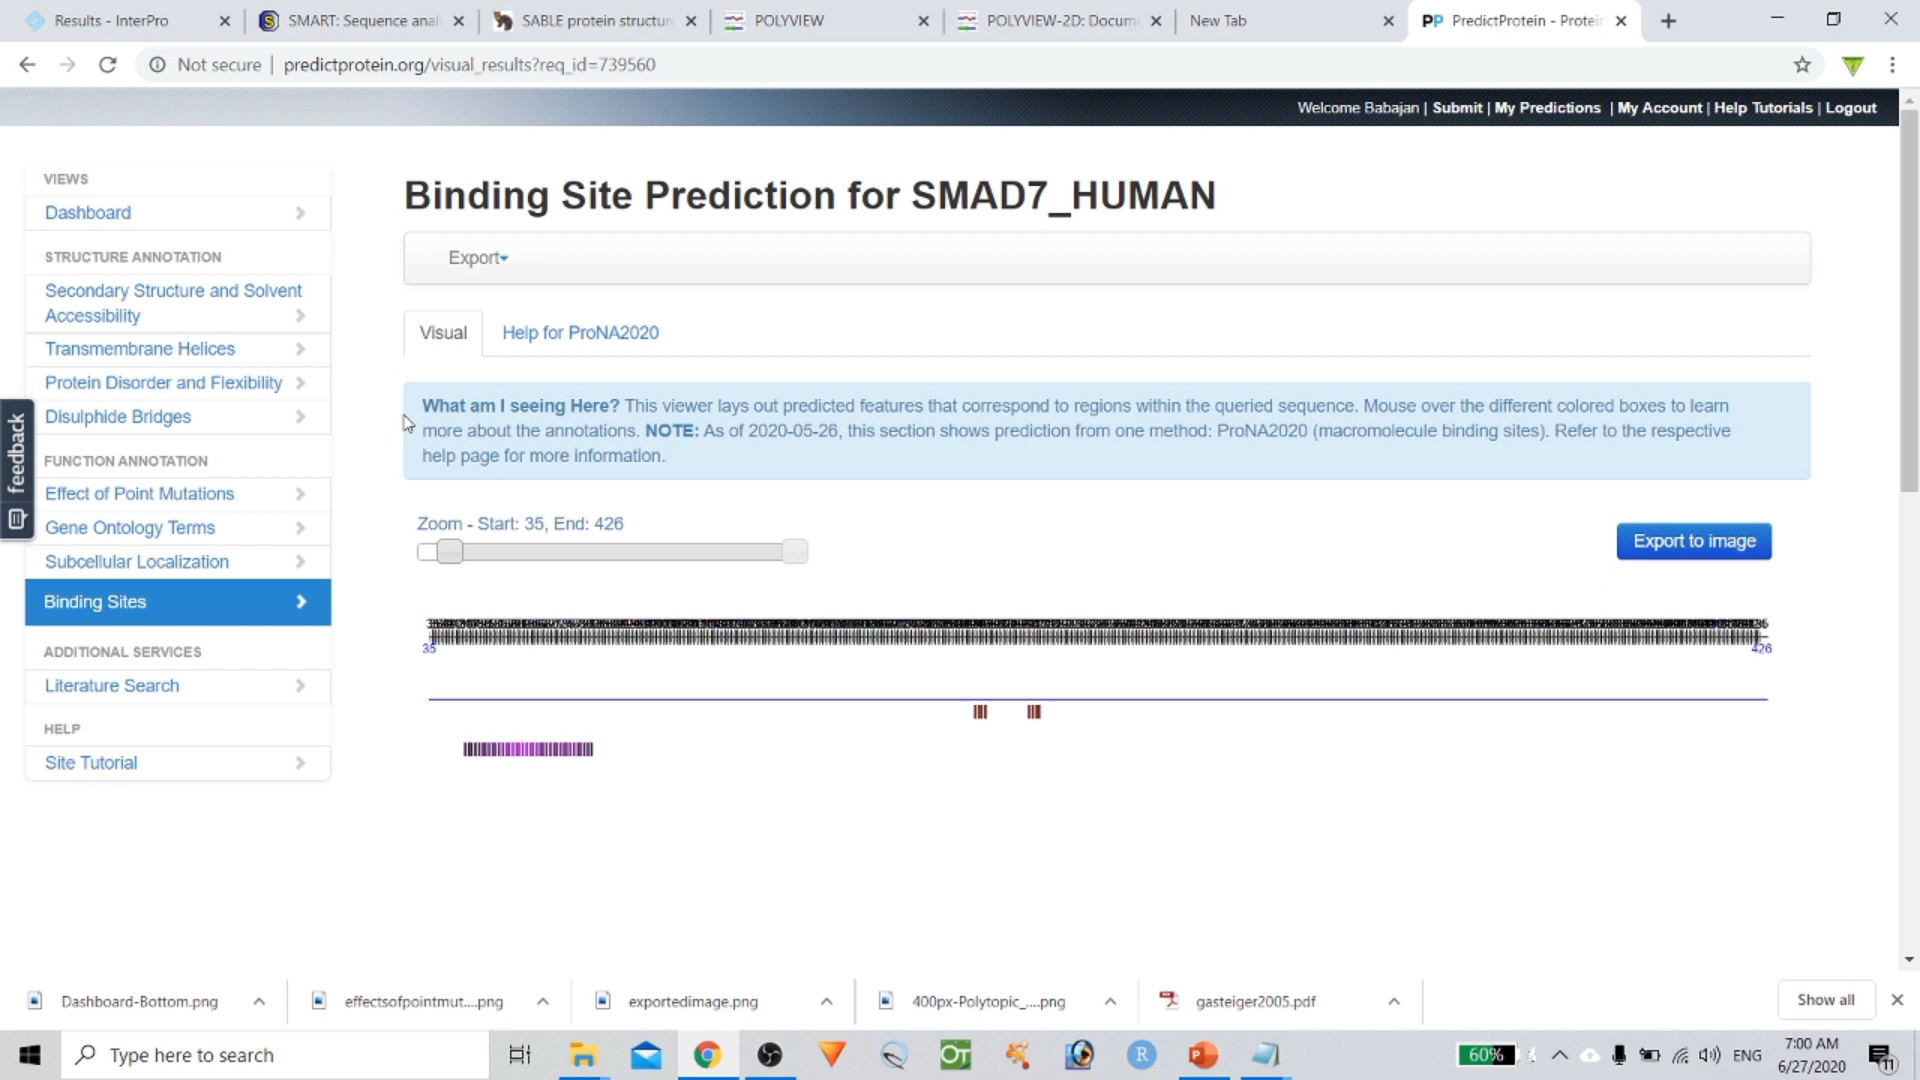 Results - InterPro
SMART: Sequence anal
SABLE protein structure
POLYVIEW
POLYVIEW-2D: Docum
New Tab
PredictProtein - Protein
Not secure | predictprotein.org/visual_results?req_id=739560
Welcome Babajan | Submit | My Predictions | My Account | Help Tutorials | Logout
VIEWS
Dashboard
STRUCTURE ANNOTATION
Secondary Structure and Solvent
Accessibility
Transmembrane Helices
Protein Disorder and Flexibility
Disulphide Bridges
FUNCTION ANNOTATION
Effect of Point Mutations
Gene Ontology Terms
Subcellular Localization
Binding Sites
ADDITIONAL SERVICES
Literature Search
HELP
Site Tutorial
feedback
Binding Site Prediction for SMAD7_HUMAN
Export
Visual
Help for ProNA2020
What am I seeing Here? This viewer lays out predicted features that correspond to regions within the queried sequence. Mouse over the different colored boxes to learn
more about the annotations. NOTE: As of 2020-05-26, this section shows prediction from one method: ProNA2020 (macromolecule binding sites). Refer to the respective
help page for more information.
Zoom - Start: 35, End: 426
Export to image
35
426
Dashboard-Bottom.png
effectsofpointmut....png
exportedimage.png
400px-Polytopic_....png
gasteiger2005.pdf
Show all
Type here to search
60%
ENG
7:00 AM
6/27/2020
11